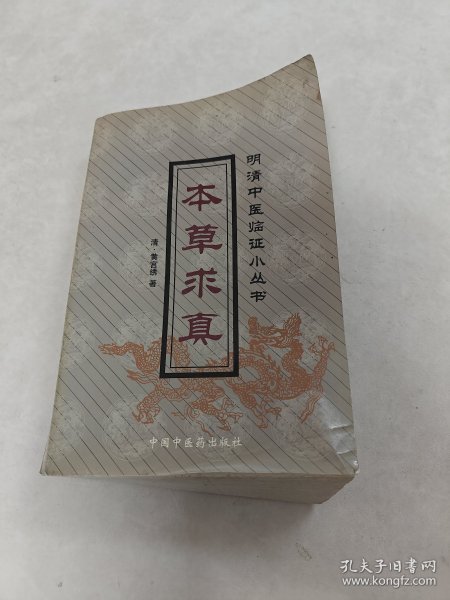 明清中医临证小丛书
本草求真
清·黄宫绣 著
中国中医药出版社
孔夫子旧书网
www.kongfz.com